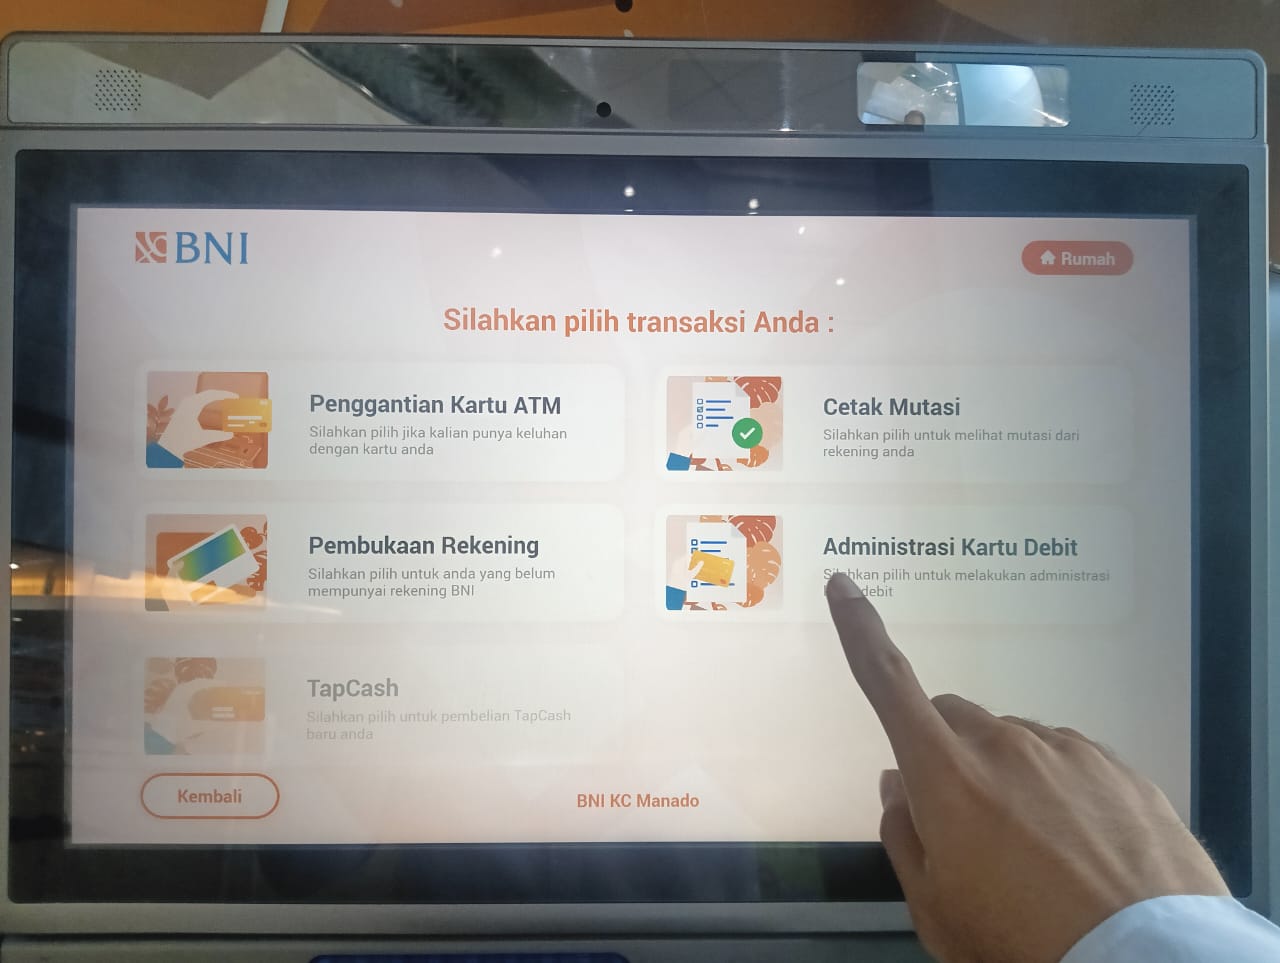 BNI
Rumah
Silahkan pilih transaksi Anda :
Penggantian Kartu ATM
Silahkan pilih jika kalian punya keluhan
dengan kartu anda
Cetak Mutasi
Silahkan pilih untuk melihat mutasi dari
rekening anda
Pembukaan Rekening
Silahkan pilih untuk anda yang belum
mempunyai rekening BNI
Administrasi Kartu Debit
Silahkan pilih untuk melakukan administrasi
debit
TapCash
Silahkan pilih untuk pembelian TapCash
baru anda
Kembali
BNI KC Manado